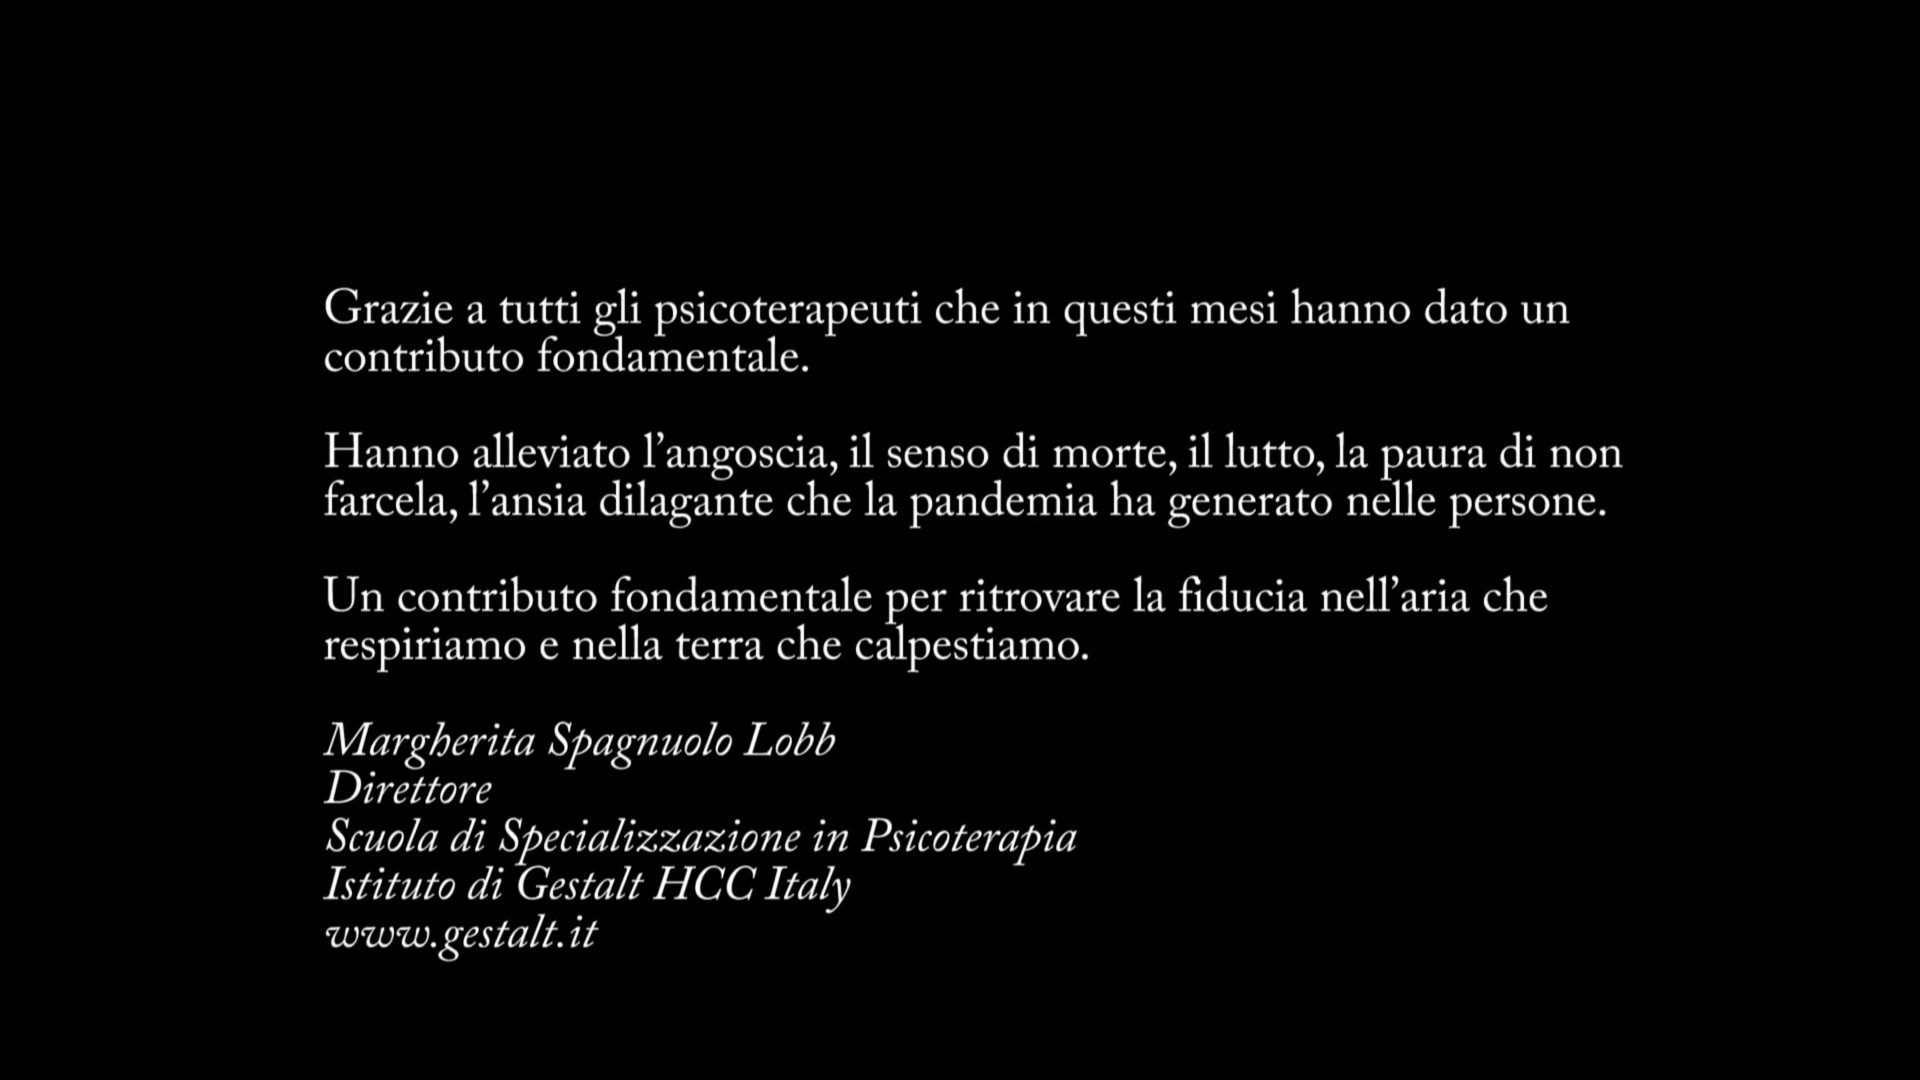 Grazie a tutti gli psicoterapeuti che in questi mesi hanno dato un
contributo fondamentale.
Hanno alleviato l’angoscia, il senso di morte, il lutto, la paura di non
farcela, l’ansia dilagante che la pandemia ha generato nelle persone.
Un contributo fondamentale per ritrovare la fiducia nell’aria che
respiriamo e nella terra che calpestiamo.
Margherita Spagnuolo Lobb
Direttore
Scuola di Specializzazione in Psicoterapia
Istituto di Gestalt HCC Italy
www.gestalt.it